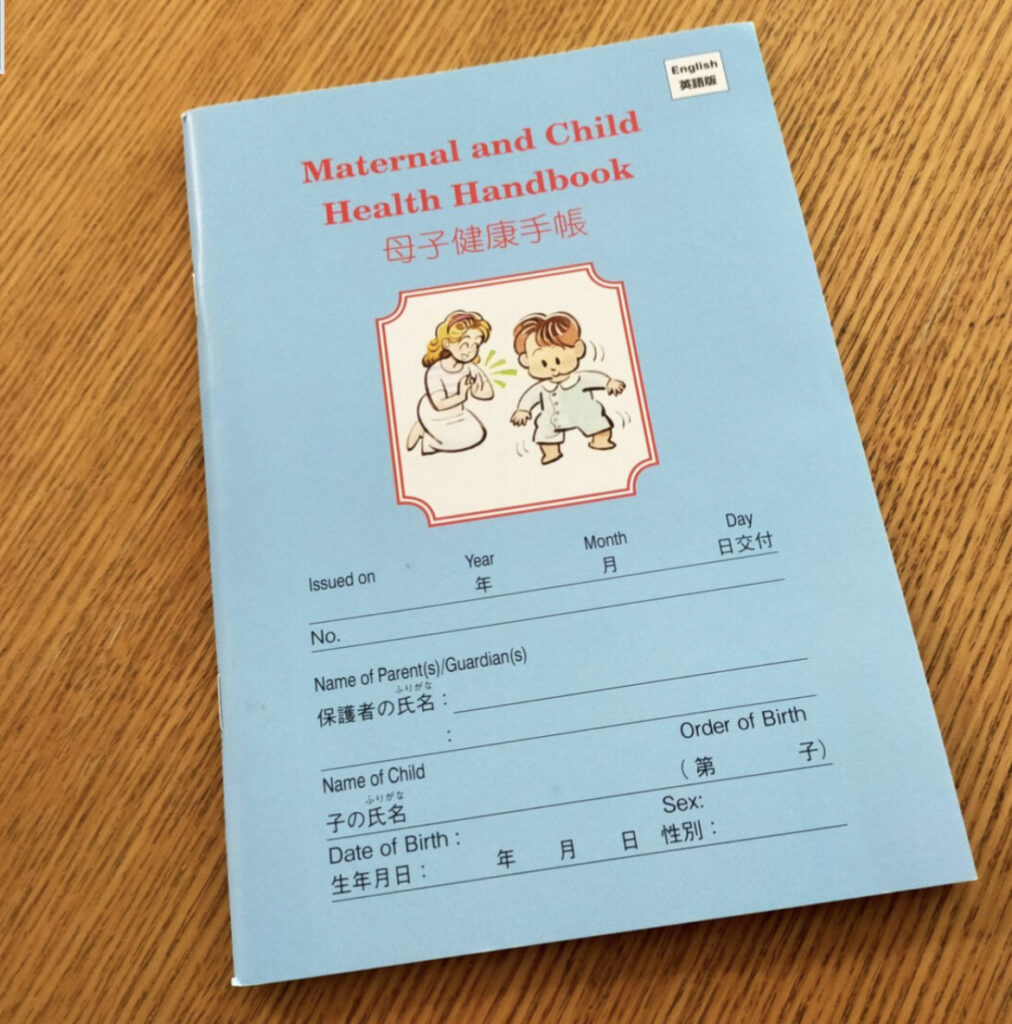 English
英語版
Maternal and Child
Health Handbook
母子健康手帳
Issued on Year Month Day
年 月 日交付
No.
Name of Parent(s)/Guardian(s)
ふりがな
保護者の氏名：
：
Name of Child Order of Birth
ふりがな
子の氏名 （第 子）
Date of Birth : Sex:
生年月日： 年 月 日 性別：